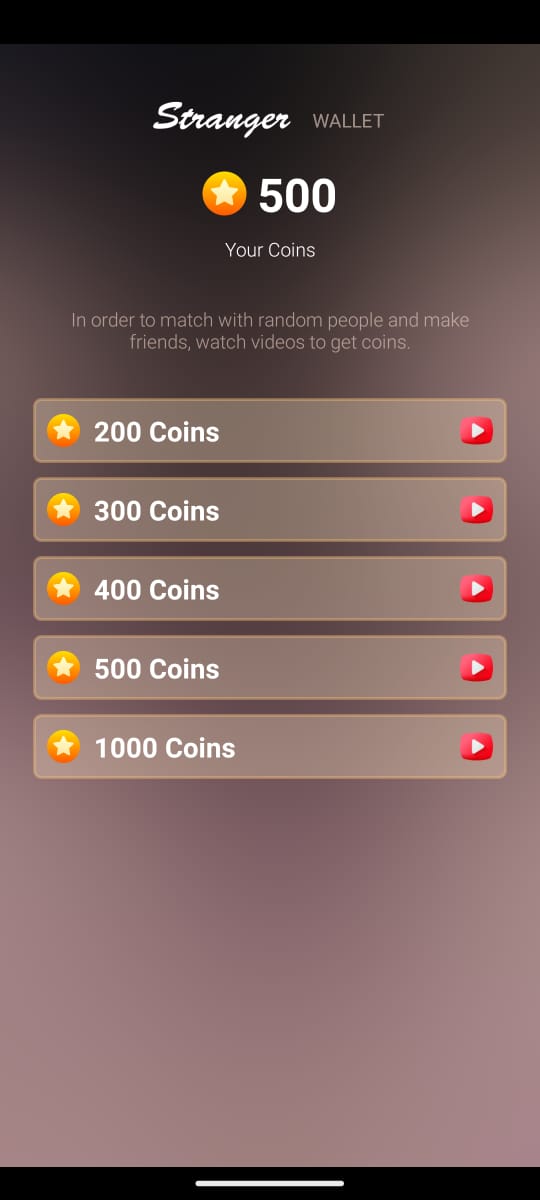 Stranger WALLET
500
Your Coins
In order to match with random people and make
friends, watch videos to get coins.
200 Coins
300 Coins
400 Coins
500 Coins
1000 Coins